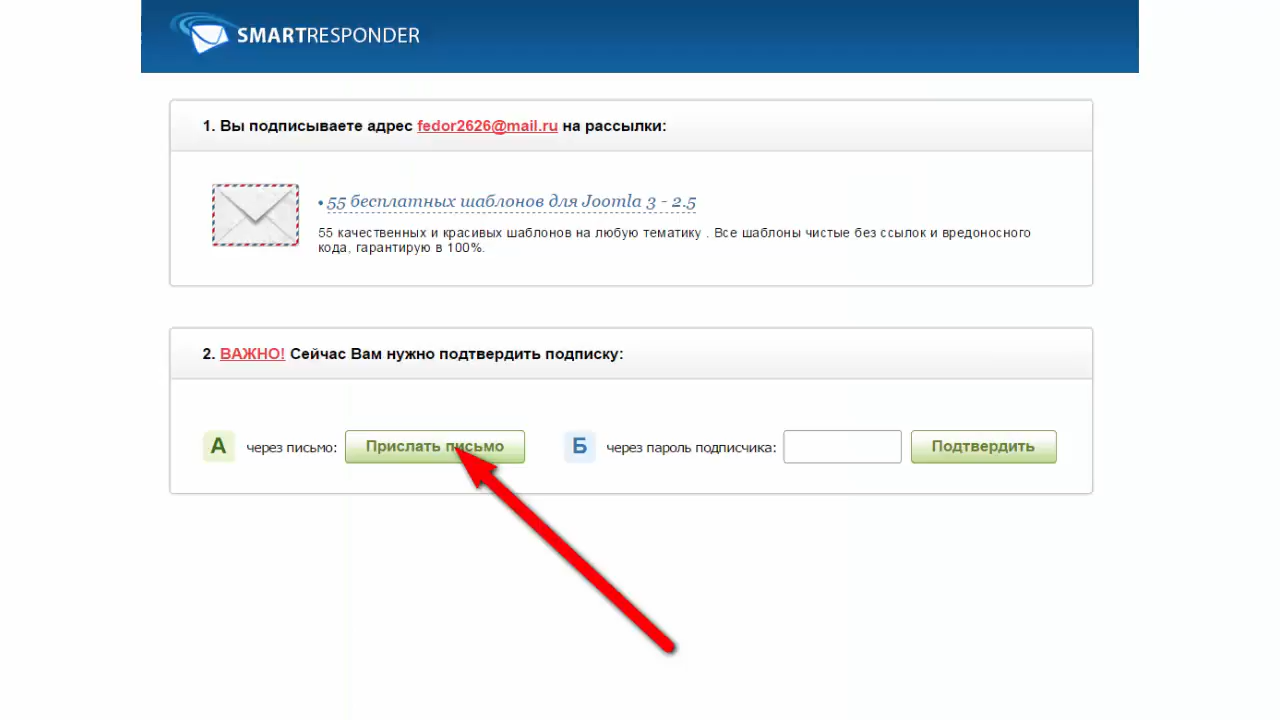 SMARTRESPONDER
1. Вы подписываете адрес fedor2626@mail.ru на рассылки:
• 55 бесплатных шаблонов для Joomla 3 - 2.5
55 качественных и красивых шаблонов на любую тематику . Все шаблоны чистые без ссылок и вредоносного
кода, гарантирую в 100%.
2. ВАЖНО! Сейчас Вам нужно подтвердить подписку:
А через письмо: Прислать письмо Б через пароль подписчика: Подтвердить